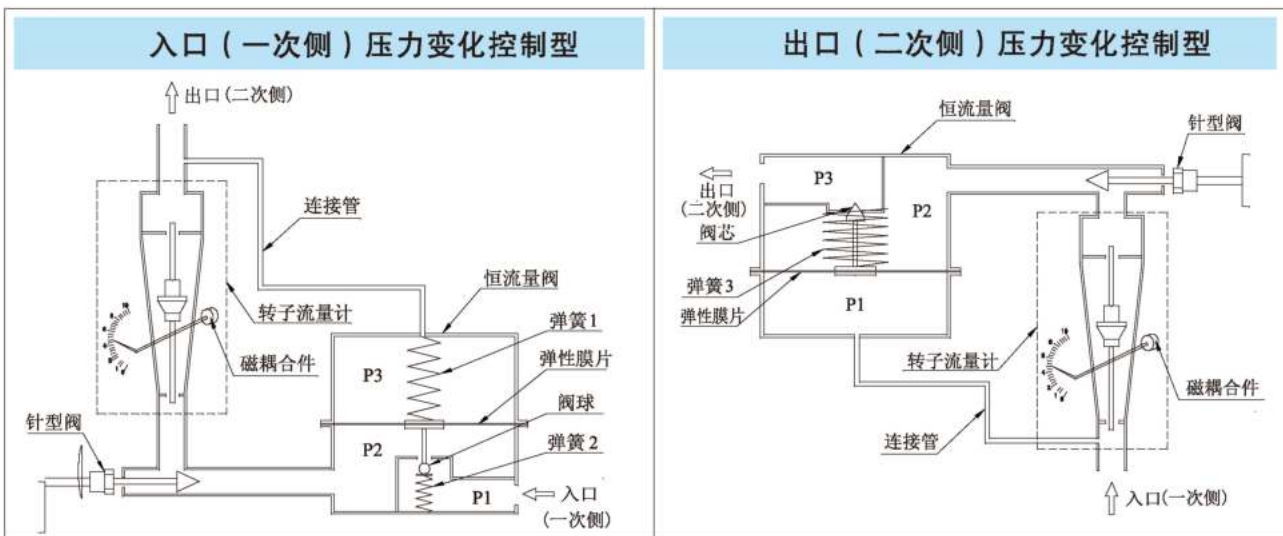 入口（一次侧）压力变化控制型
出口(二次侧)
连接管
恒流量阀
转子流量计
弹簧1
磁耦合件
弹性膜片
P3
阀球
针型阀
P2
弹簧2
P1
入口
(一次侧)
出口（二次侧）压力变化控制型
恒流量阀
针型阀
P3
出口
(二次侧)
P2
阀芯
弹簧3
弹性膜片
P1
转子流量计
磁耦合件
连接管
入口(一次侧)